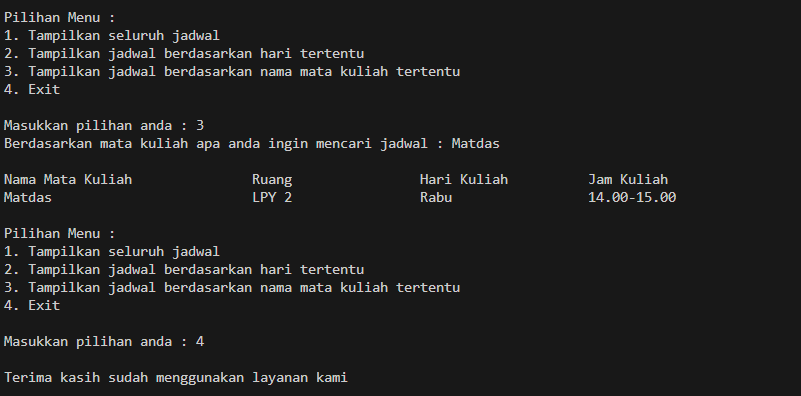 Pilihan Menu :
1. Tampilkan seluruh jadwal
2. Tampilkan jadwal berdasarkan hari tertentu
3. Tampilkan jadwal berdasarkan nama mata kuliah tertentu
4. Exit
Masukkan pilihan anda : 3
Berdasarkan mata kuliah apa anda ingin mencari jadwal : Matdas
Nama Mata Kuliah Ruang Hari Kuliah Jam Kuliah
Matdas LPY 2 Rabu 14.00-15.00
Pilihan Menu :
1. Tampilkan seluruh jadwal
2. Tampilkan jadwal berdasarkan hari tertentu
3. Tampilkan jadwal berdasarkan nama mata kuliah tertentu
4. Exit
Masukkan pilihan anda : 4
Terima kasih sudah menggunakan layanan kami